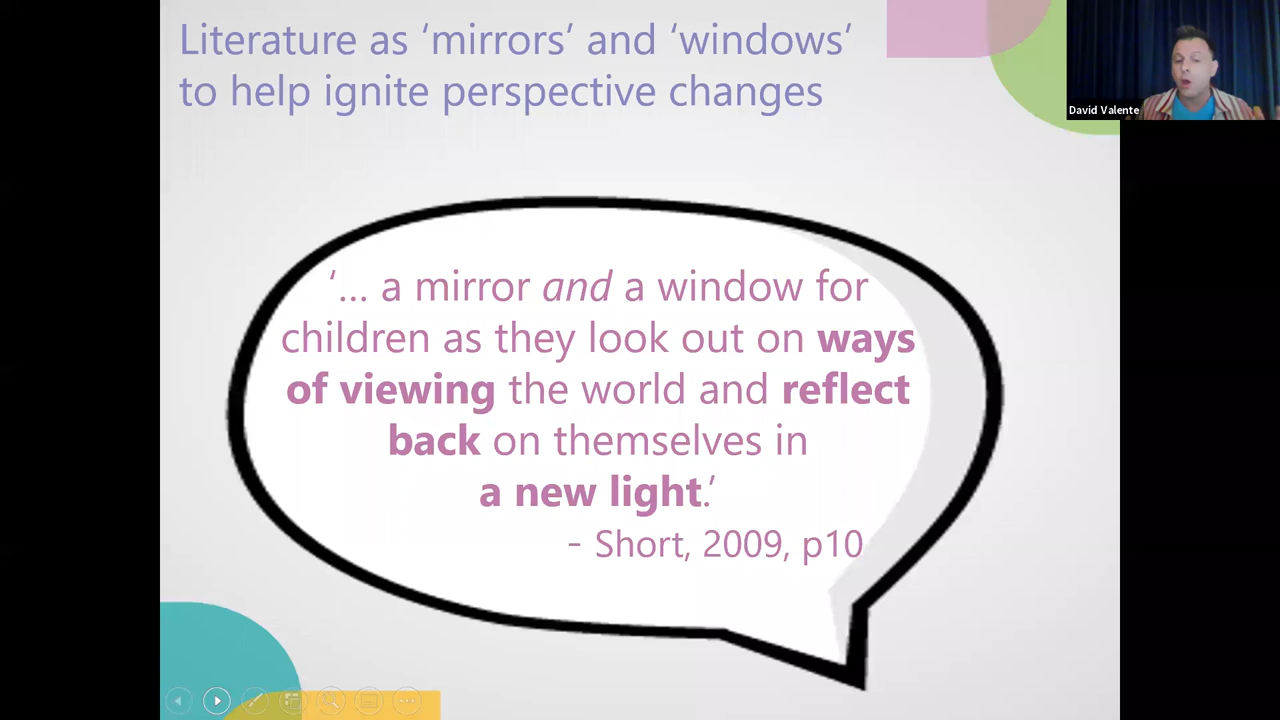 Literature as ‘mirrors’ and ‘windows’
to help ignite perspective changes
David Valente
‘... a mirror and a window for
children as they look out on ways
of viewing the world and reflect
back on themselves in
a new light.’
- Short, 2009, p10